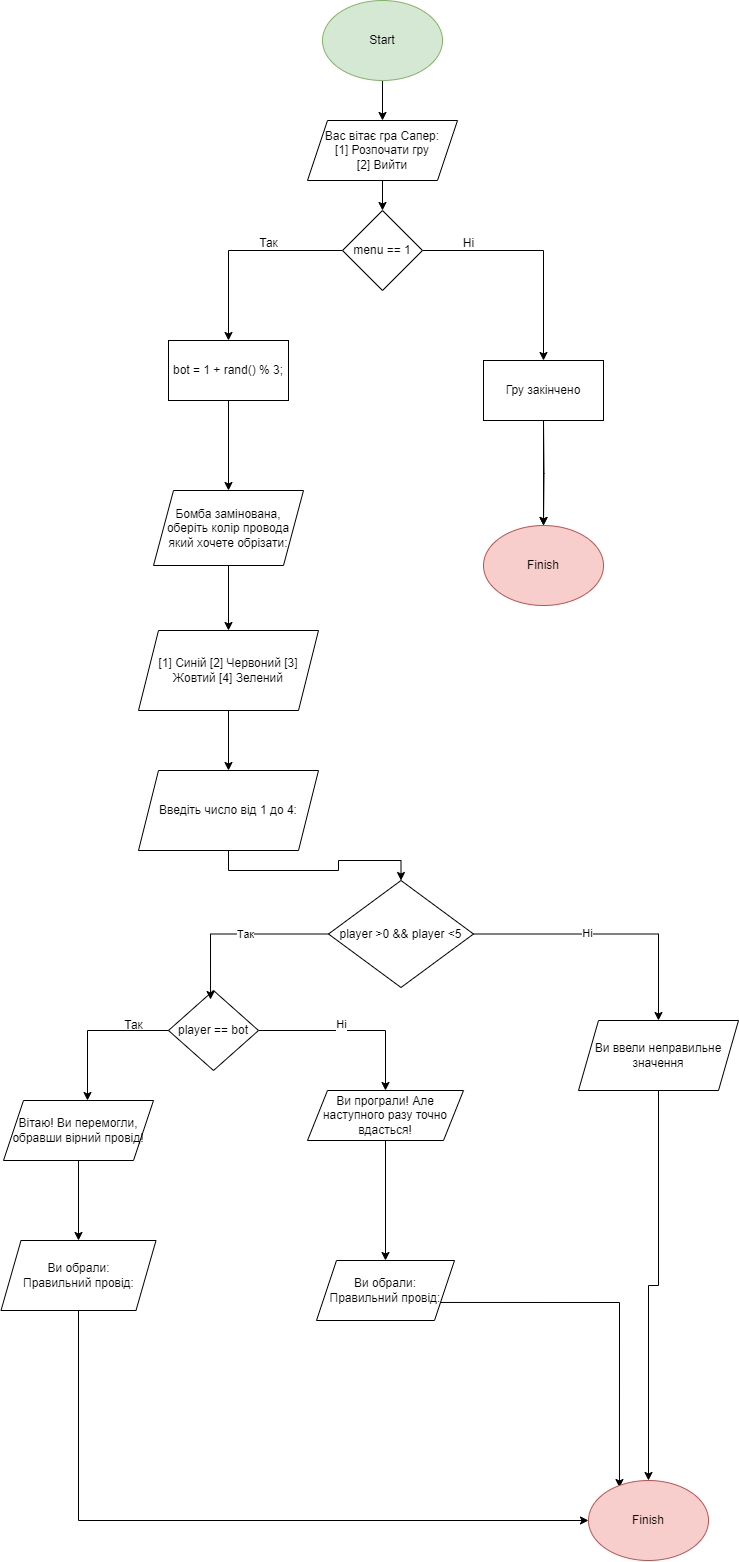 Start
Вас вітає гра Сапер:
[1] Розпочати гру
[2] Вийти
Так
menu == 1
Ні
bot = 1 + rand() % 3;
Гру закінчено
Бомба замінована,
оберіть колір провода
який хочете обрізати:
Finish
[1] Синій [2] Червоний [3]
Жовтий [4] Зелений
Введіть число від 1 до 4:
Так
player >0 && player <5
Ні
Так
player == bot
Ні
Ви ввели неправильне
значення
Вітаю! Ви перемогли,
обравши вірний провід!
Ви програли! Але
наступного разу точно
вдасться!
Ви обрали:
Правильний провід:
Ви обрали:
Правильний провід:
Finish